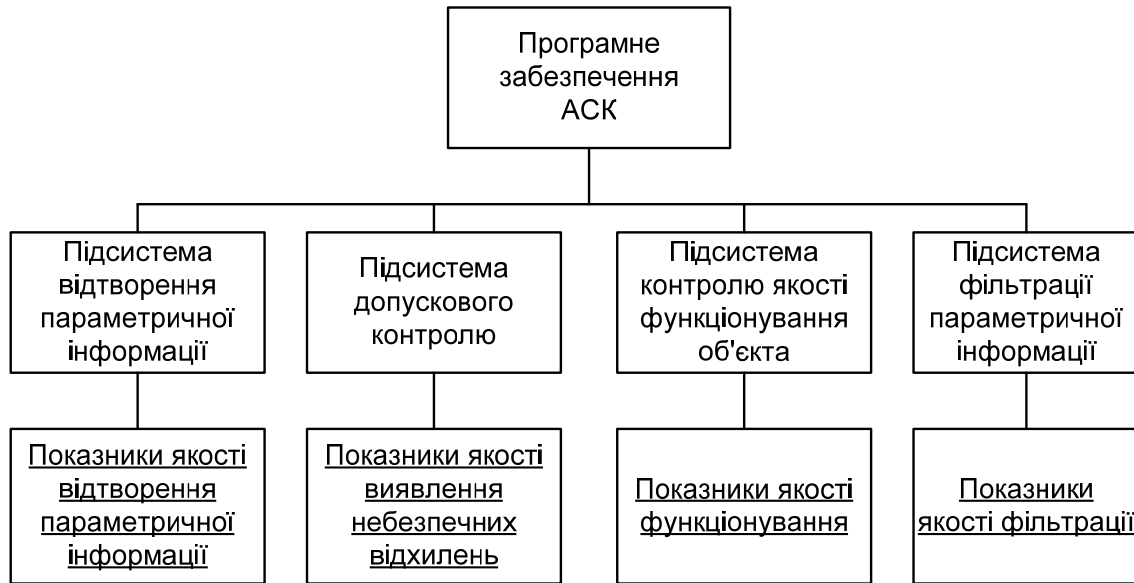 Програмне
забезпечення
АСК
Підсистема
відтворення
параметричної
інформації
Підсистема
допускового
контролю
Підсистема
контролю якості
функціонування
об'єкта
Підсистема
фільтрації
параметричної
інформації
Показники якості
відтворення
параметричної
інформації
Показники якості
виявлення
небезпечних
відхилень
Показники якості
функціонування
Показники
якості фільтрації